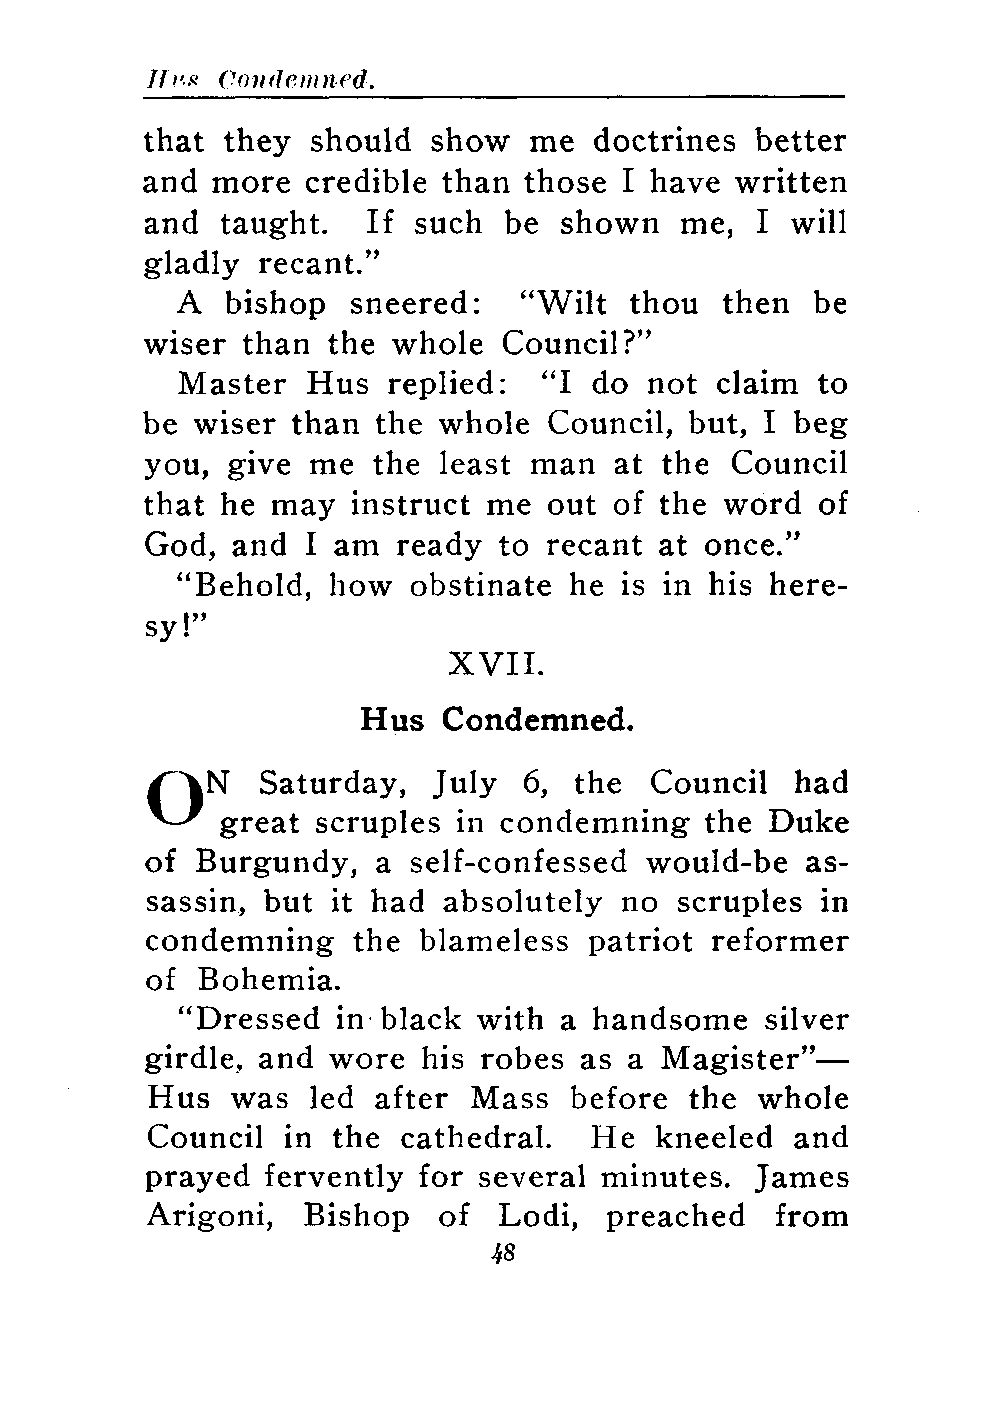 Hus Condemned.
that they should show me doctrines better
and more credible than those I have written
and taught. If such be shown me, I will
gladly recant.”
A bishop sneered: “Wilt thou then be
wiser than the whole Council?”
Master Hus replied: “I do not claim to
be wiser than the whole Council, but, I beg
you, give me the least man at the Council
that he may instruct me out of the word of
God, and I am ready to recant at once.”
“Behold, how obstinate he is in his here-
sy!”
XVII.
Hus Condemned.
ON Saturday, July 6, the Council had
great scruples in condemning the Duke
of Burgundy, a self-confessed would-be as-
sassin, but it had absolutely no scruples in
condemning the blameless patriot reformer
of Bohemia.
“Dressed in black with a handsome silver
girdle, and wore his robes as a Magister”—
Hus was led after Mass before the whole
Council in the cathedral. He kneeled and
prayed fervently for several minutes. James
Arigoni, Bishop of Lodi, preached from
48